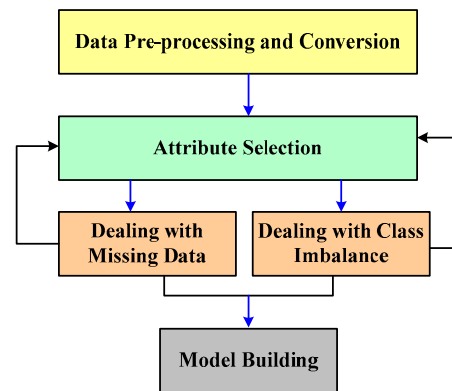 Data Pre-processing and Conversion
Attribute Selection
Dealing with
Missing Data
Dealing with Class
Imbalance
Model Building